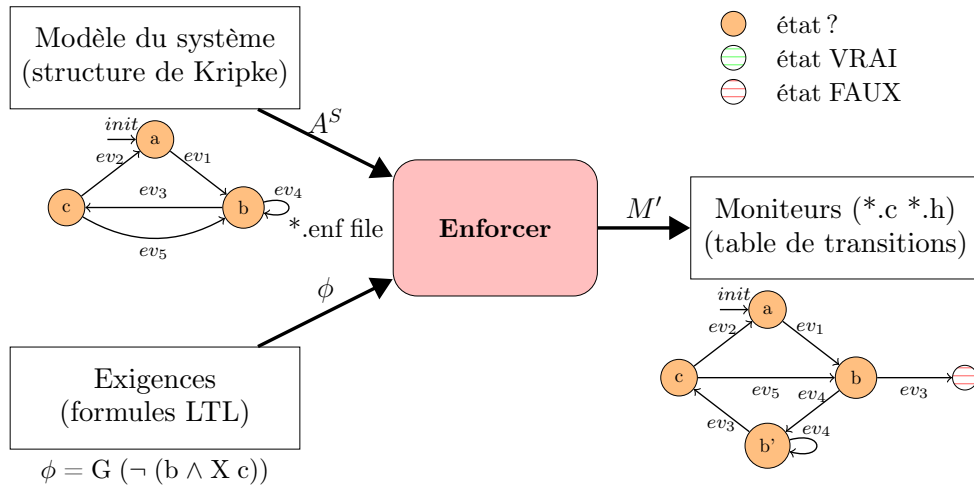 Modèle du système
(structure de Kripke)
état ?
état VRAI
état FAUX
A^S
init
a
ev₂
ev₁
ev₃
ev₄
c
b
ev₅
*.enf file
Enforcer
M′
Moniteurs (*.c *.h)
(table de transitions)
ϕ
init
a
ev₂
ev₁
c
b
ev₅
ev₄
ev₃
ev₃
ev₄
b'
Exigences
(formules LTL)
ϕ = G (¬ (b ∧ X c))